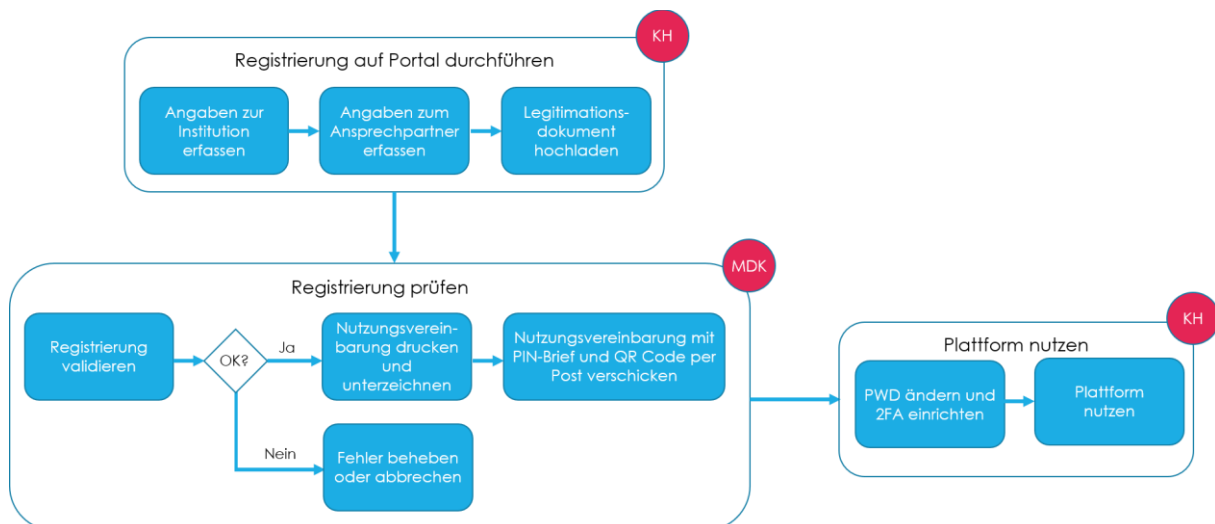 KH
Registrierung auf Portal durchführen
Angaben zur
Institution
erfassen
Angaben zum
Ansprechpartner
erfassen
Legitimations-
dokument
hochladen
MDK
Registrierung prüfen
Registrierung
validieren
OK?
Ja
Nutzungsverein-
barung drucken
und
unterzeichnen
Nutzungsvereinbarung mit
PIN-Brief und QR Code per
Post verschicken
Nein
Fehler beheben
oder abbrechen
KH
Plattform nutzen
PWD ändern und
2FA einrichten
Plattform
nutzen